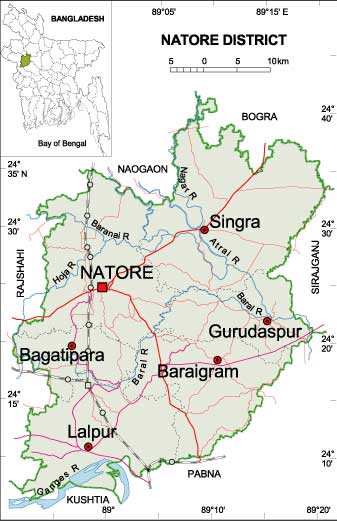 BANGLADESH
Bay of Bengal
89°05'
89°15' E
NATORE DISTRICT
5 0 5 10km
24°
40'
BOGRA
24°
35' N
NAOGAON
Nagar R
24°
30'
Singra
24°
30'
Baranai R
Atrai R
RAJSHAHI
Hoja R
NATORE
SIRAJGANJ
Baral R
Gurudaspur
24°
20'
Bagatipara
Baral R
Baraigram
24°
15'
Lalpur
24°
10'
Ganges R
PABNA
KUSHTIA
89°
89°10'
89°20'